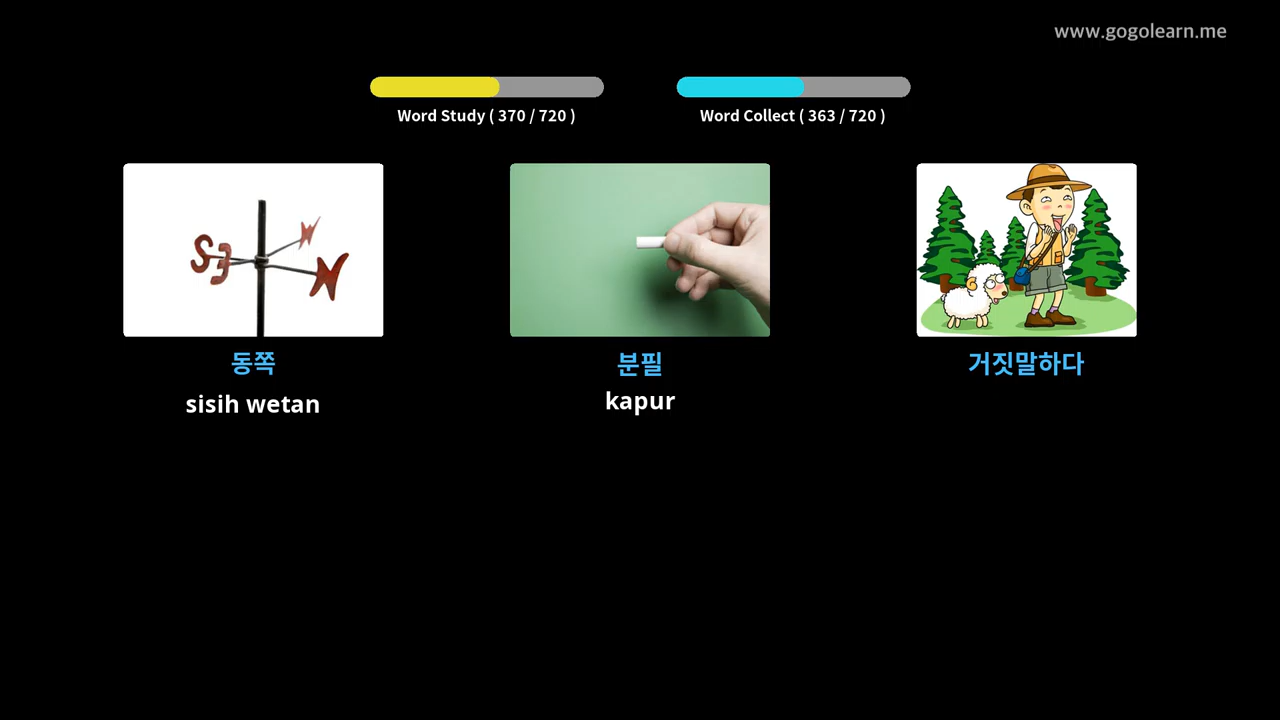 www.gogolearn.me
Word Study ( 370 / 720 )
Word Collect ( 363 / 720 )
동쪽
분필
거짓말하다
sisih wetan
kapur